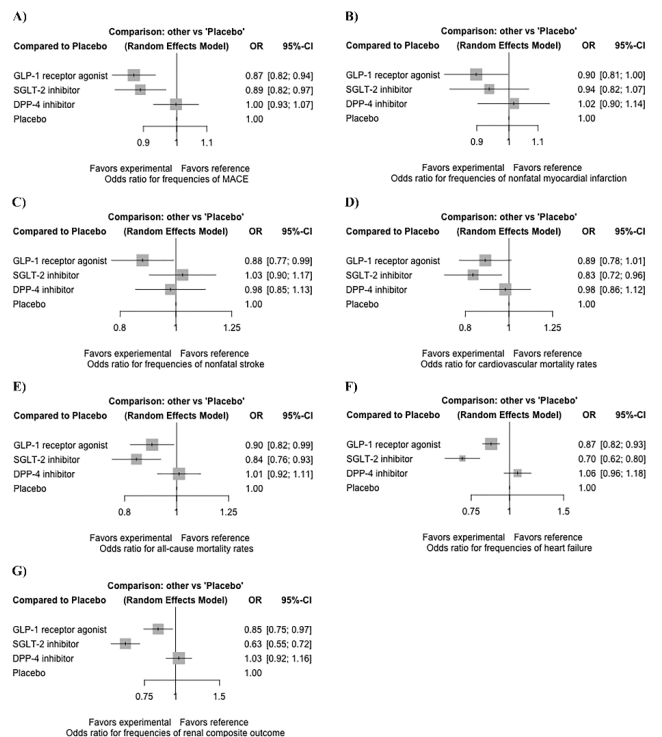 A)
Comparison: other vs 'Placebo'
Compared to Placebo (Random Effects Model) OR 95%-CI
GLP-1 receptor agonist 0.87 [0.82; 0.94]
SGLT-2 inhibitor 0.89 [0.82; 0.97]
DPP-4 inhibitor 1.00 [0.93; 1.07]
Placebo 1.00
0.9 1 1.1
Favors experimental Favors reference
Odds ratio for frequencies of MACE
B)
Comparison: other vs 'Placebo'
Compared to Placebo (Random Effects Model) OR 95%-CI
GLP-1 receptor agonist 0.90 [0.81; 1.00]
SGLT-2 inhibitor 0.94 [0.82; 1.07]
DPP-4 inhibitor 1.02 [0.90; 1.14]
Placebo 1.00
0.9 1 1.1
Favors experimental Favors reference
Odds ratio for frequencies of nonfatal myocardial infarction
C)
Comparison: other vs 'Placebo'
Compared to Placebo (Random Effects Model) OR 95%-CI
GLP-1 receptor agonist 0.88 [0.77; 0.99]
SGLT-2 inhibitor 1.03 [0.90; 1.17]
DPP-4 inhibitor 0.98 [0.85; 1.13]
Placebo 1.00
0.8 1 1.25
Favors experimental Favors reference
Odds ratio for frequencies of nonfatal stroke
D)
Comparison: other vs 'Placebo'
Compared to Placebo (Random Effects Model) OR 95%-CI
GLP-1 receptor agonist 0.89 [0.78; 1.01]
SGLT-2 inhibitor 0.83 [0.72; 0.96]
DPP-4 inhibitor 0.98 [0.86; 1.12]
Placebo 1.00
0.8 1 1.25
Favors experimental Favors reference
Odds ratio for cardiovascular mortality rates
E)
Comparison: other vs 'Placebo'
Compared to Placebo (Random Effects Model) OR 95%-CI
GLP-1 receptor agonist 0.90 [0.82; 0.99]
SGLT-2 inhibitor 0.84 [0.76; 0.93]
DPP-4 inhibitor 1.01 [0.92; 1.11]
Placebo 1.00
0.8 1 1.25
Favors experimental Favors reference
Odds ratio for all-cause mortality rates
F)
Comparison: other vs 'Placebo'
Compared to Placebo (Random Effects Model) OR 95%-CI
GLP-1 receptor agonist 0.87 [0.82; 0.93]
SGLT-2 inhibitor 0.70 [0.62; 0.80]
DPP-4 inhibitor 1.06 [0.96; 1.18]
Placebo 1.00
0.75 1 1.5
Favors experimental Favors reference
Odds ratio for frequencies of heart failure
G)
Comparison: other vs 'Placebo'
Compared to Placebo (Random Effects Model) OR 95%-CI
GLP-1 receptor agonist 0.85 [0.75; 0.97]
SGLT-2 inhibitor 0.63 [0.55; 0.72]
DPP-4 inhibitor 1.03 [0.92; 1.16]
Placebo 1.00
0.75 1 1.5
Favors experimental Favors reference
Odds ratio for frequencies of renal composite outcome